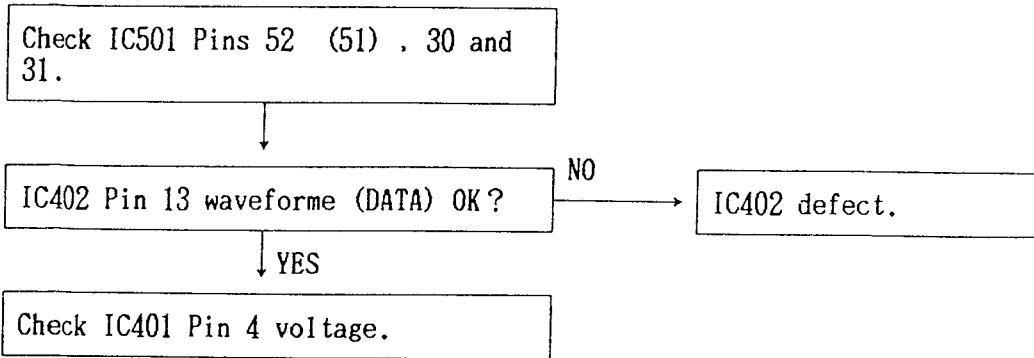 Check IC501 Pins 52 (51) . 30 and
31.
IC402 Pin 13 waveforme (DATA) OK?
NO
IC402 defect.
YES
Check IC401 Pin 4 voltage.